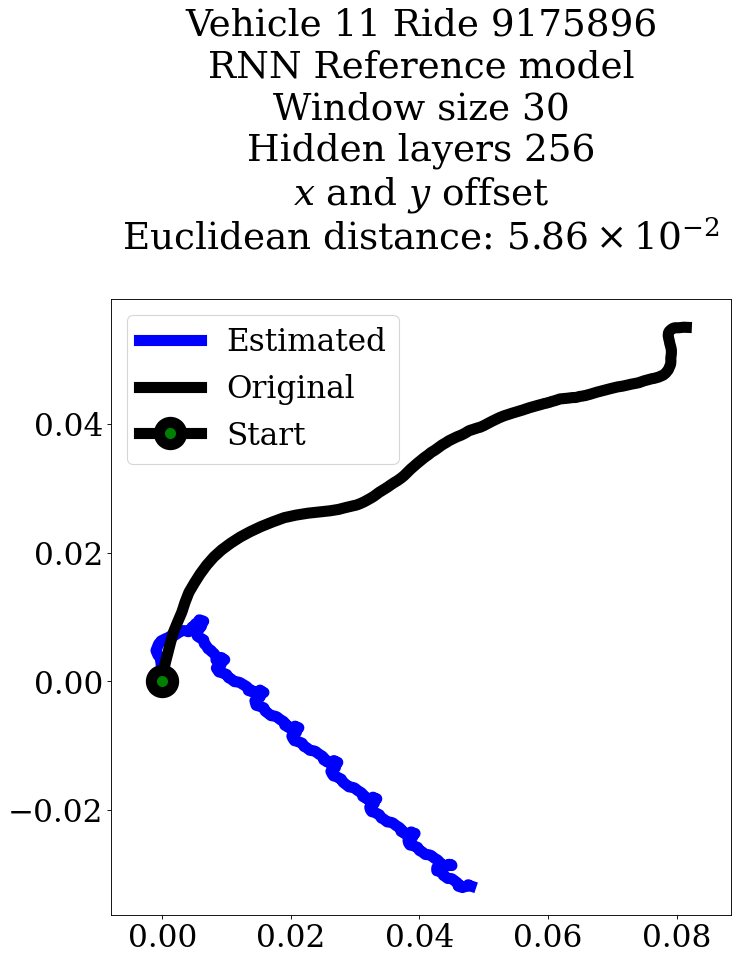 Vehicle 11 Ride 9175896
RNN Reference model
Window size 30
Hidden layers 256
x and y offset
Euclidean distance: 5.86 × 10⁻²
Estimated
Original
Start
0.04
0.02
0.00
−0.02
0.00 0.02 0.04 0.06 0.08